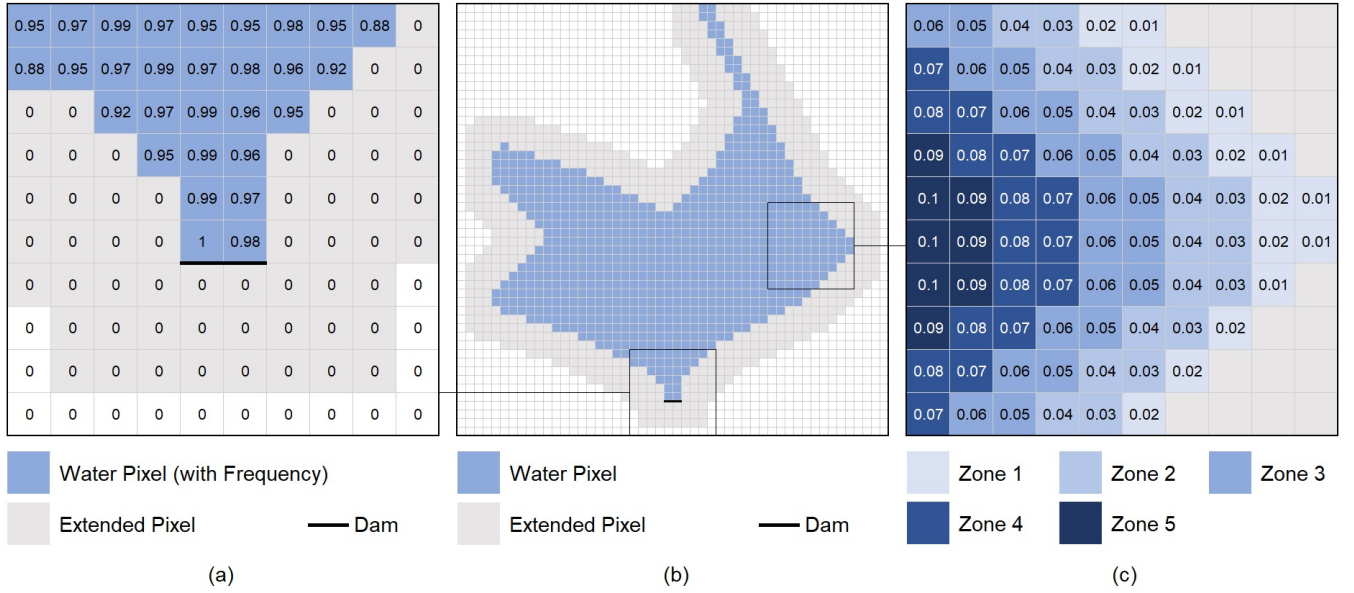 0.95 0.97 0.99 0.97 0.95 0.95 0.98 0.95 0.88 0
0.88 0.95 0.97 0.99 0.97 0.98 0.96 0.92 0 0
0 0 0.92 0.97 0.99 0.96 0.95 0 0 0
0 0 0 0.95 0.99 0.96 0 0 0 0
0 0 0 0 0.99 0.97 0 0 0 0
0 0 0 0 1 0.98 0 0 0 0
0 0 0 0 0 0 0 0 0 0
0 0 0 0 0 0 0 0 0 0
0 0 0 0 0 0 0 0 0 0
0 0 0 0 0 0 0 0 0 0
Water Pixel (with Frequency)
Extended Pixel Dam
(a)
Water Pixel
Extended Pixel Dam
(b)
0.06 0.05 0.04 0.03 0.02 0.01
0.07 0.06 0.05 0.04 0.03 0.02 0.01
0.08 0.07 0.06 0.05 0.04 0.03 0.02 0.01
0.09 0.08 0.07 0.06 0.05 0.04 0.03 0.02 0.01
0.1 0.09 0.08 0.07 0.06 0.05 0.04 0.03 0.02 0.01
0.1 0.09 0.08 0.07 0.06 0.05 0.04 0.03 0.02 0.01
0.1 0.09 0.08 0.07 0.06 0.05 0.04 0.03 0.01
0.09 0.08 0.07 0.06 0.05 0.04 0.03 0.02
0.08 0.07 0.06 0.05 0.04 0.03 0.02
0.07 0.06 0.05 0.04 0.03 0.02
Zone 1 Zone 2 Zone 3
Zone 4 Zone 5
(c)